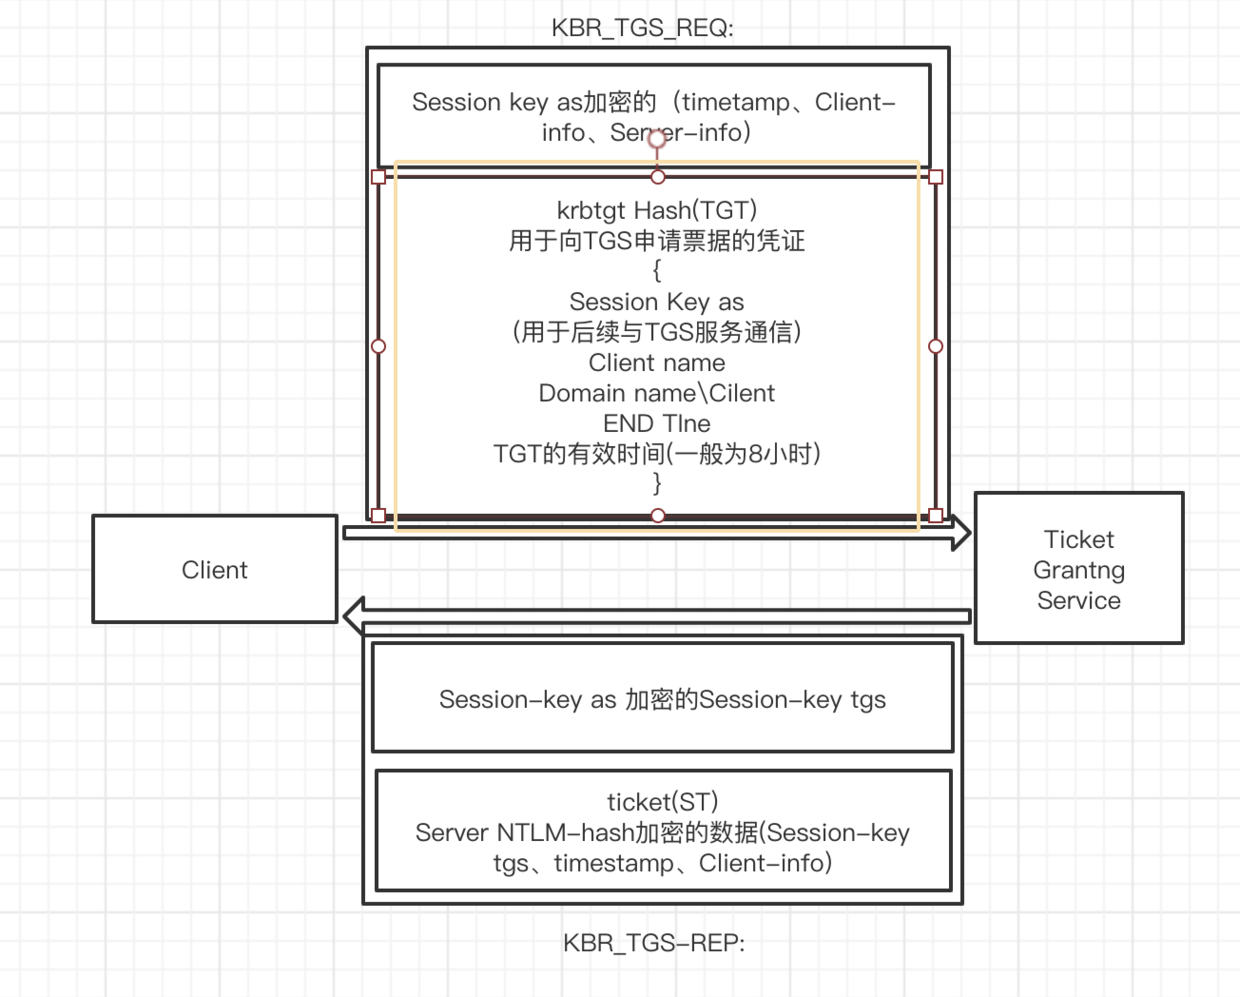 KBR_TGS_REQ:
Session key as加密的（timetamp、Client-
info、Server-info）
krbtgt Hash(TGT)
用于向TGS申请票据的凭证
{
Session Key as
（用于后续与TGS服务通信）
Client name
Domain name\Cilent
END TIne
TGT的有效时间(一般为8小时)
}
Client
Ticket
Grantng
Service
Session-key as 加密的Session-key tgs
ticket(ST)
Server NTLM-hash加密的数据(Session-key
tgs、timestamp、Client-info）
KBR_TGS-REP: